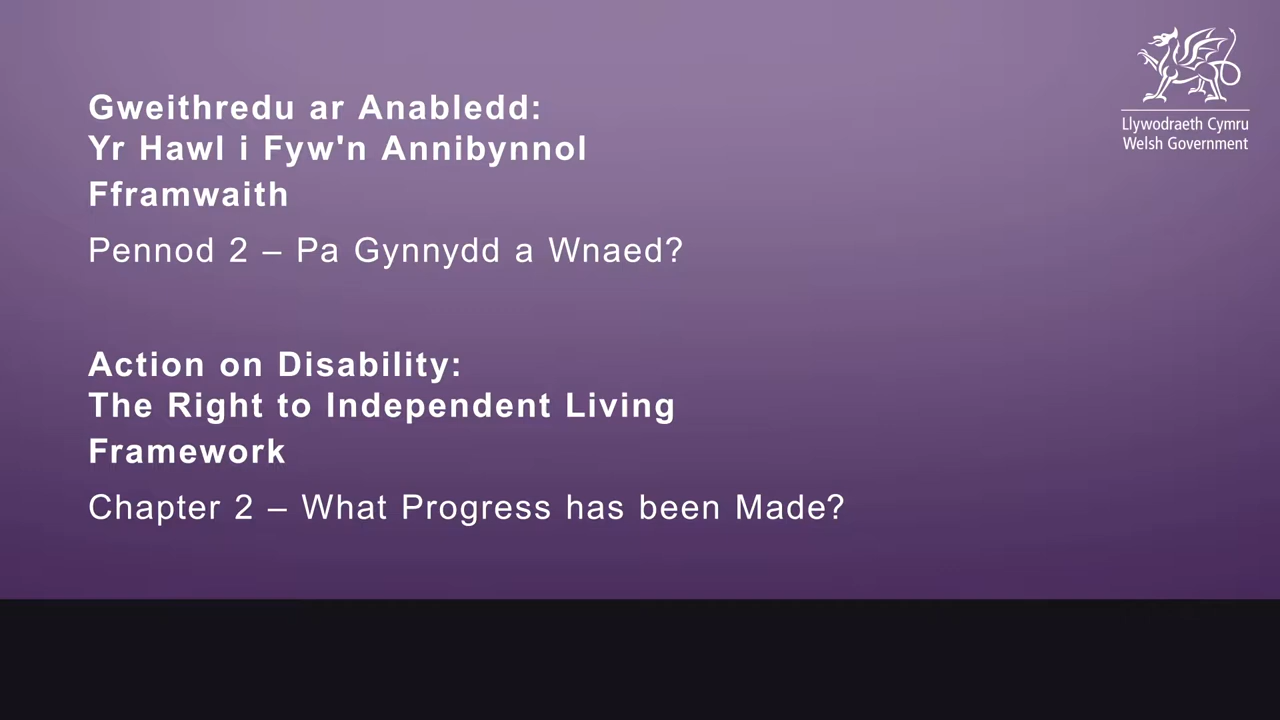 Gweithredu ar Anabledd:
Yr Hawl i Fyw'n Annibynnol
Fframwaith
Pennod 2 – Pa Gynnydd a Wnaed?
Action on Disability:
The Right to Independent Living
Framework
Chapter 2 – What Progress has been Made?
Llywodraeth Cymru
Welsh Government